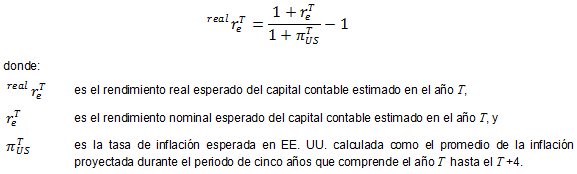 real r_e^T = (1 + r_e^T) / (1 + π_US^T) − 1
donde:
real r_e^T es el rendimiento real esperado del capital contable estimado en el año T,
r_e^T es el rendimiento nominal esperado del capital contable estimado en el año T, y
π_US^T es la tasa de inflación esperada en EE. UU. calculada como el promedio de la inflación
proyectada durante el periodo de cinco años que comprende el año T hasta el T+4.